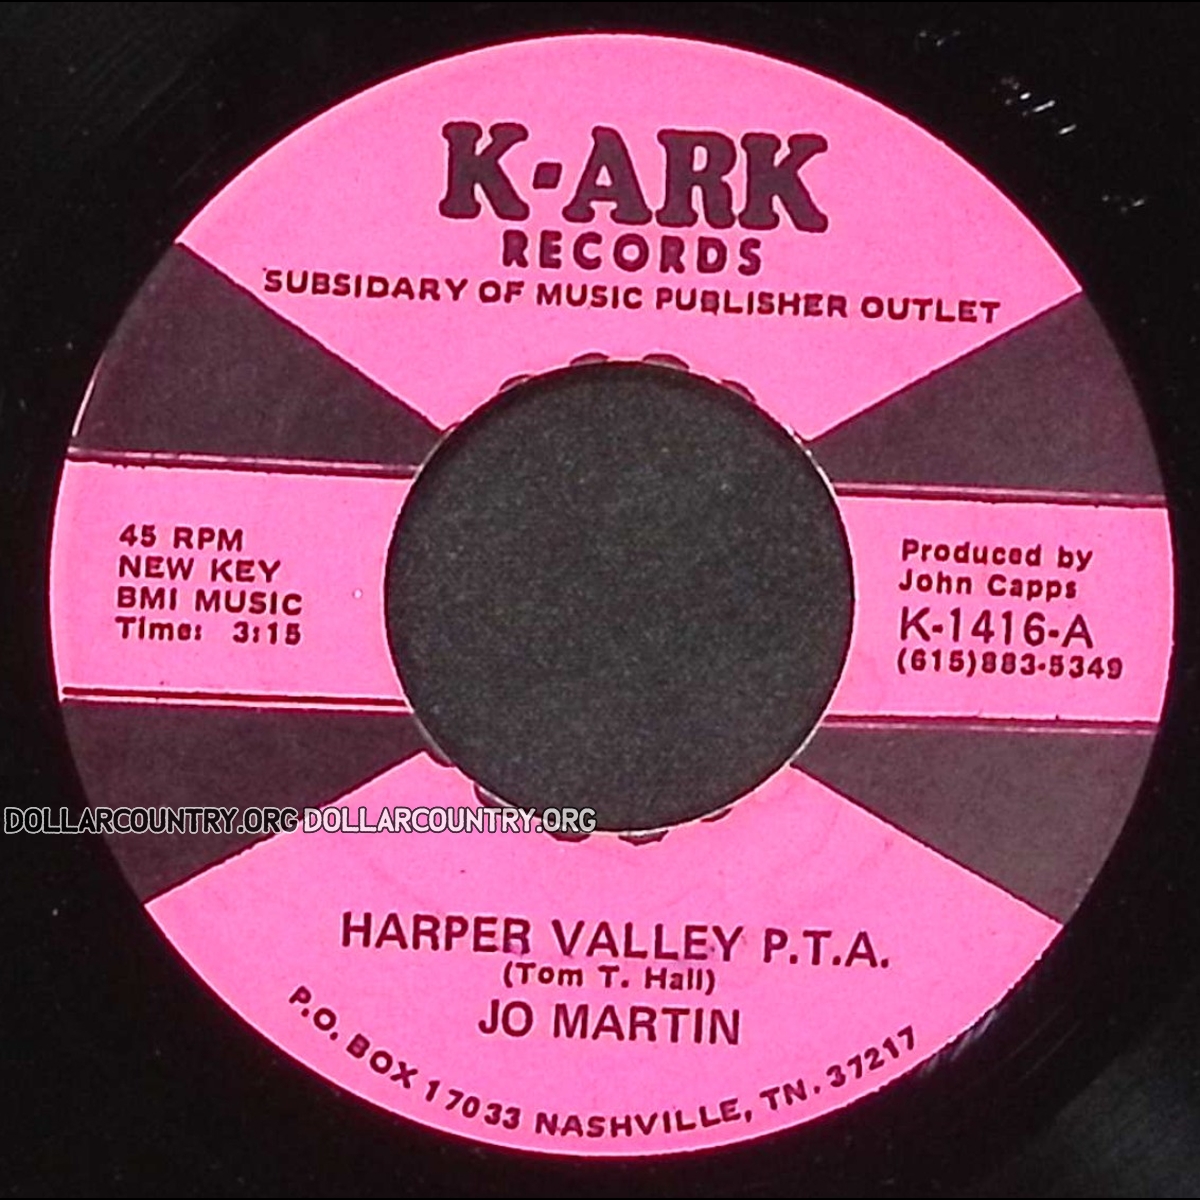 K-ARK
RECORDS
SUBSIDARY OF MUSIC PUBLISHER OUTLET
45 RPM
NEW KEY
BMI MUSIC
Time: 3:15
Produced by
John Capps
K-1416-A
(615)883-5349
DOLLARCOUNTRY.ORG DOLLARCOUNTRY.ORG
HARPER VALLEY P.T.A.
(Tom T. Hall)
JO MARTIN
P.O. BOX 17033 NASHVILLE, TN. 37217